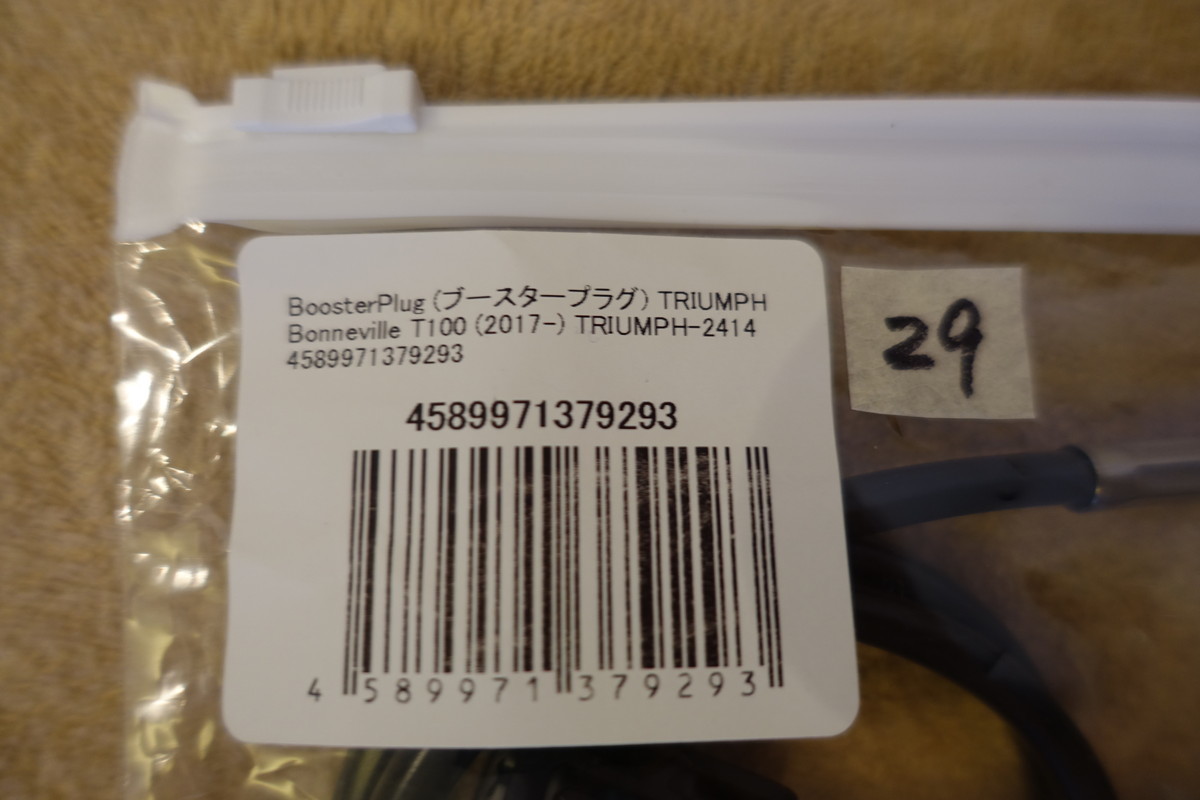 BoosterPlug (ブースタープラグ) TRIUMPH
Bonneville T100 (2017-) TRIUMPH-2414
4589971379293
4589971379293
4 589971 379293
29